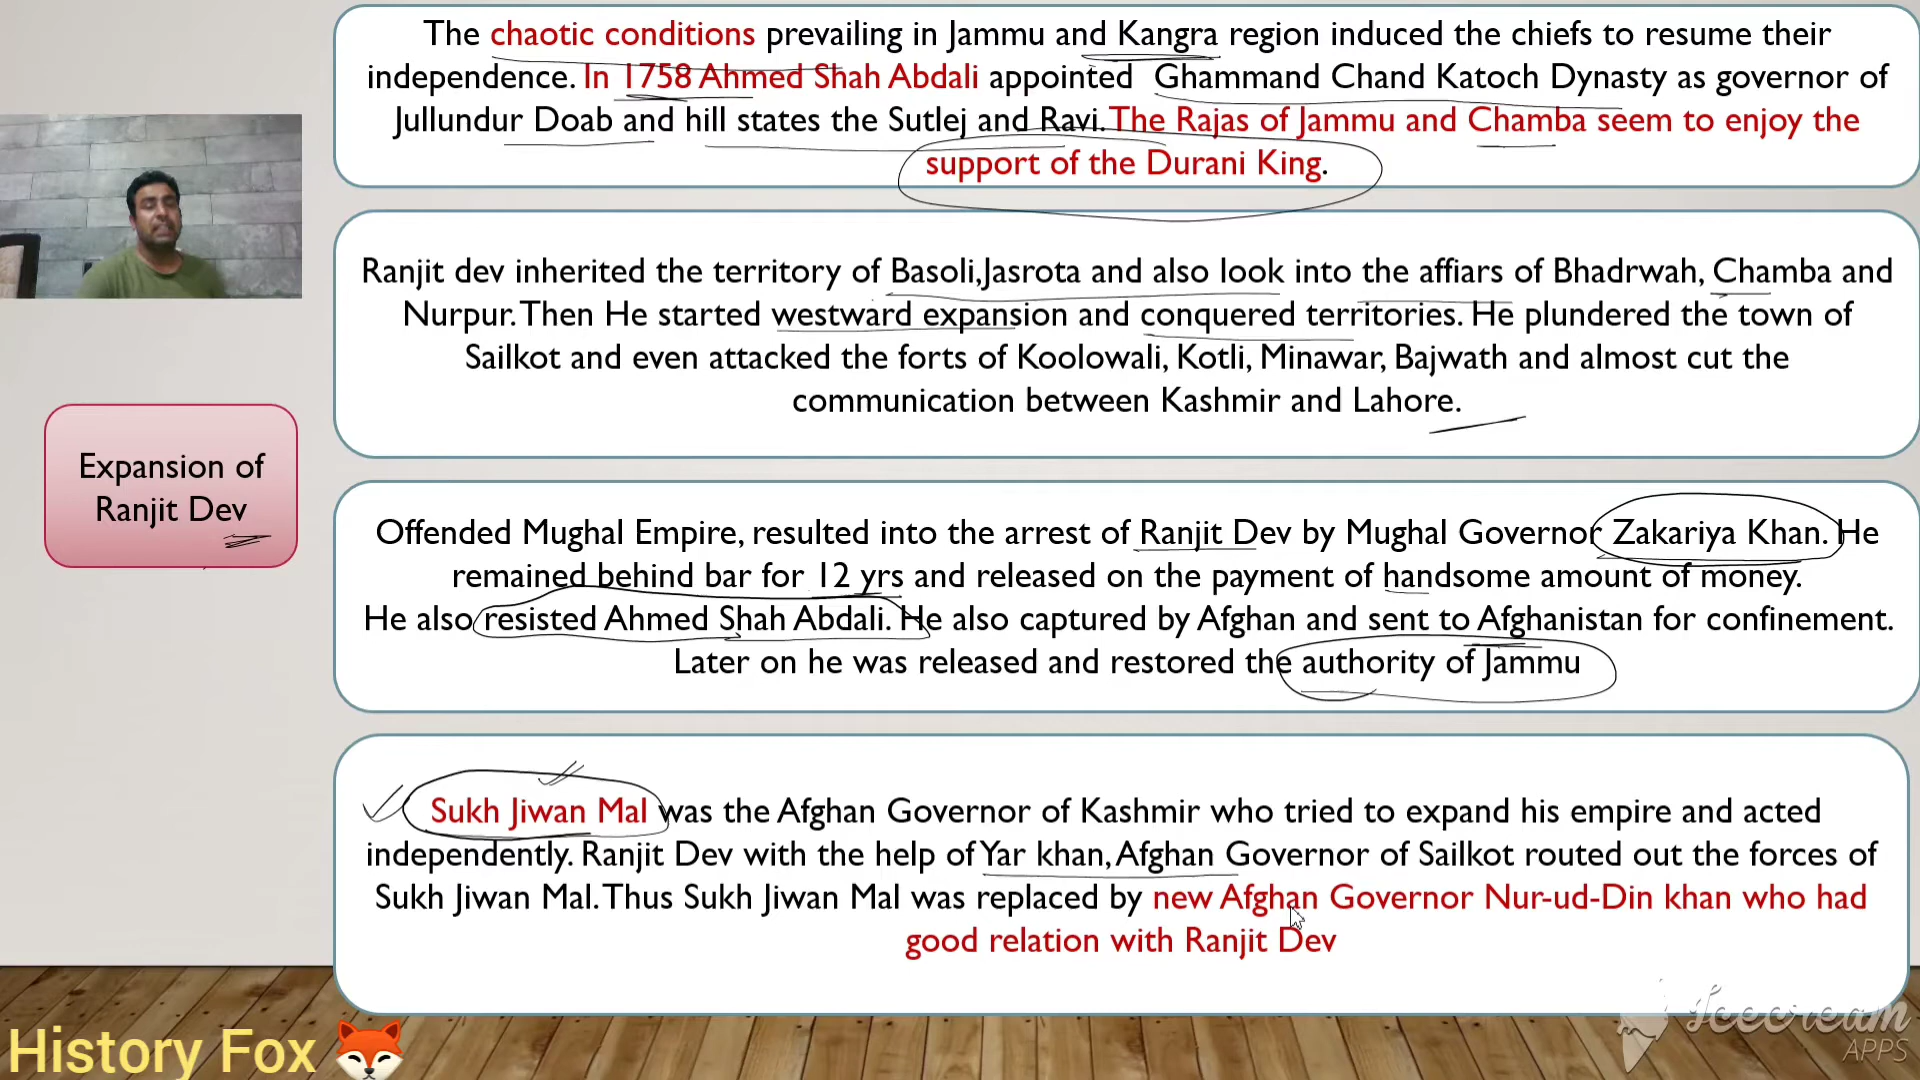 The chaotic conditions prevailing in Jammu and Kangra region induced the chiefs to resume their
independence. In 1758 Ahmed Shah Abdali appointed Ghammand Chand Katoch Dynasty as governor of
Jullundur Doab and hill states the Sutlej and Ravi. The Rajas of Jammu and Chamba seem to enjoy the
support of the Durani King.
Ranjit dev inherited the territory of Basoli,Jasrota and also look into the affiars of Bhadrwah, Chamba and
Nurpur. Then He started westward expansion and conquered territories. He plundered the town of
Sailkot and even attacked the forts of Koolowali, Kotli, Minawar, Bajwath and almost cut the
communication between Kashmir and Lahore.
Expansion of
Ranjit Dev
Offended Mughal Empire, resulted into the arrest of Ranjit Dev by Mughal Governor Zakariya Khan. He
remained behind bar for 12 yrs and released on the payment of handsome amount of money.
He also resisted Ahmed Shah Abdali. He also captured by Afghan and sent to Afghanistan for confinement.
Later on he was released and restored the authority of Jammu
Sukh Jiwan Mal was the Afghan Governor of Kashmir who tried to expand his empire and acted
independently. Ranjit Dev with the help of Yar khan, Afghan Governor of Sailkot routed out the forces of
Sukh Jiwan Mal. Thus Sukh Jiwan Mal was replaced by new Afghan Governor Nur-ud-Din khan who had
good relation with Ranjit Dev
History Fox
Icecream
APPS